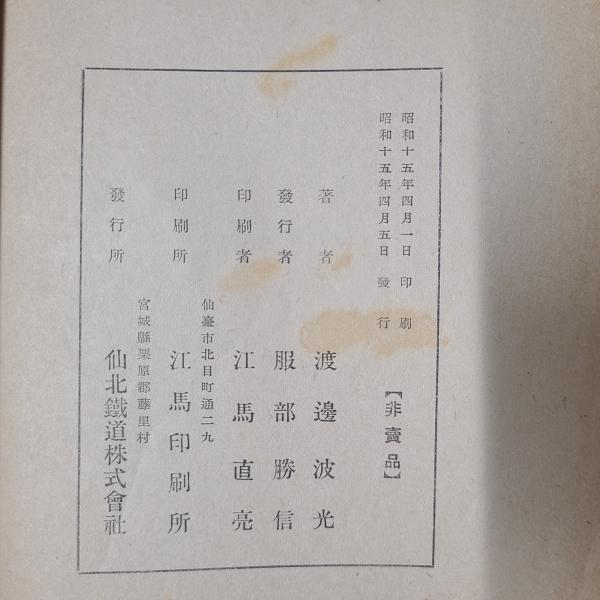 昭和十五年四月一日 印刷
昭和十五年四月五日 發行
【非賣品】
著者 渡邊波光
發行者 服部勝信
印刷者 江馬直亮
仙臺市北目町通二九
印刷所 江馬印刷所
宮城縣栗原郡藤里村
發行所 仙北鐵道株式會社